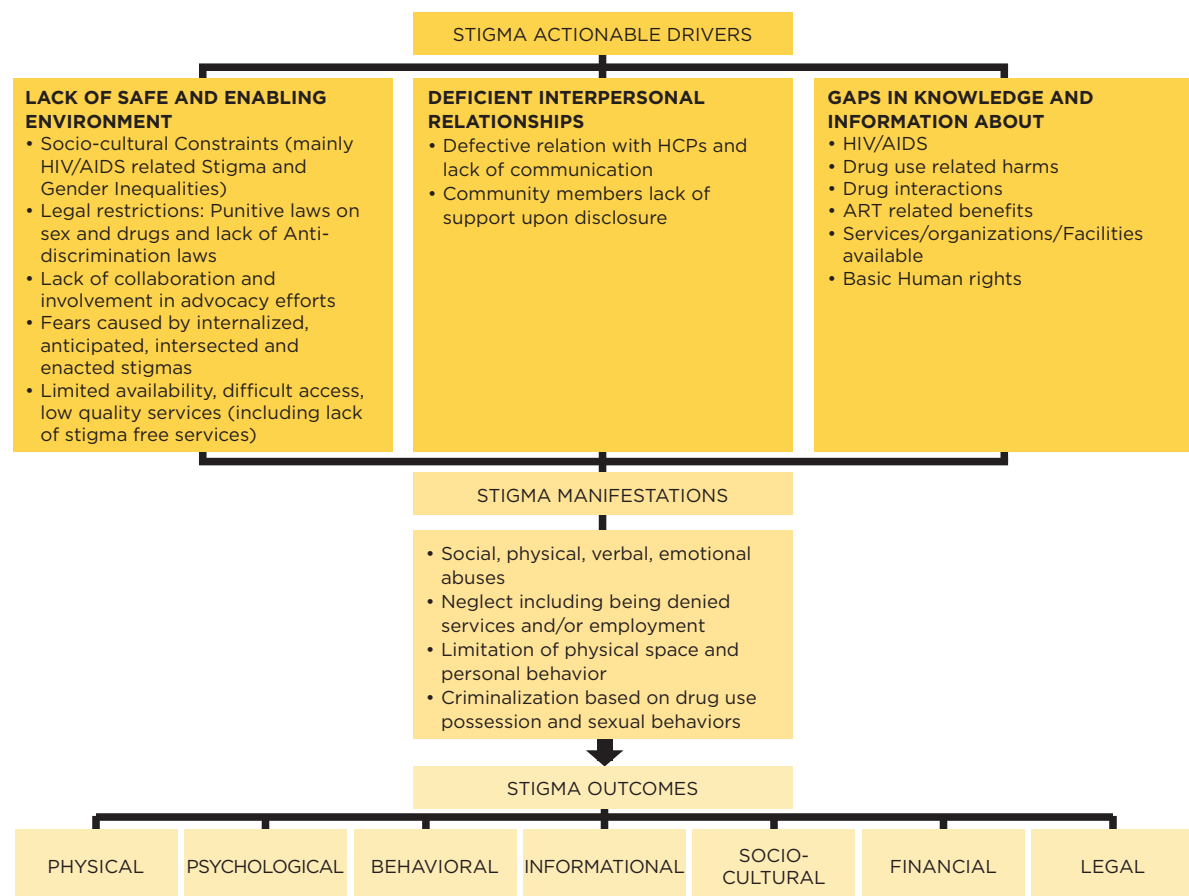 STIGMA ACTIONABLE DRIVERS
LACK OF SAFE AND ENABLING
ENVIRONMENT
• Socio-cultural Constraints (mainly
HIV/AIDS related Stigma and
Gender Inequalities)
• Legal restrictions: Punitive laws on
sex and drugs and lack of Anti-
discrimination laws
• Lack of collaboration and
involvement in advocacy efforts
• Fears caused by internalized,
anticipated, intersected and
enacted stigmas
• Limited availability, difficult access,
low quality services (including lack
of stigma free services)
DEFICIENT INTERPERSONAL
RELATIONSHIPS
• Defective relation with HCPs and
lack of communication
• Community members lack of
support upon disclosure
GAPS IN KNOWLEDGE AND
INFORMATION ABOUT
• HIV/AIDS
• Drug use related harms
• Drug interactions
• ART related benefits
• Services/organizations/Facilities
available
• Basic Human rights
STIGMA MANIFESTATIONS
• Social, physical, verbal, emotional
abuses
• Neglect including being denied
services and/or employment
• Limitation of physical space and
personal behavior
• Criminalization based on drug use
possession and sexual behaviors
STIGMA OUTCOMES
PHYSICAL
PSYCHOLOGICAL
BEHAVIORAL
INFORMATIONAL
SOCIO-
CULTURAL
FINANCIAL
LEGAL